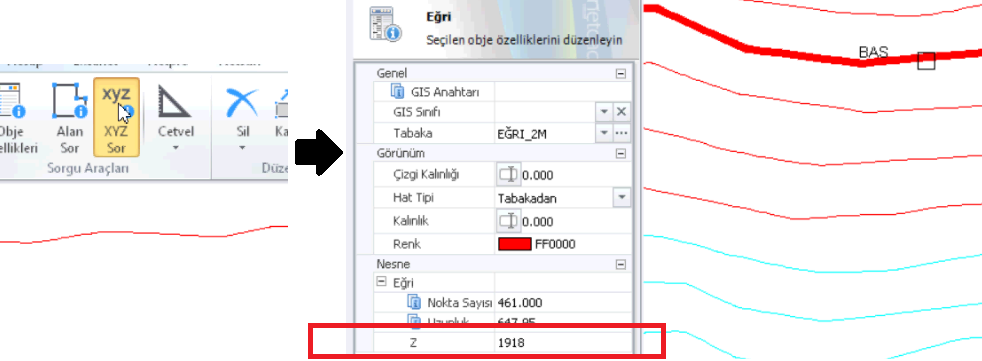 xyz
Obje
ellikleri
Alan
Sor
XYZ
Sor
Cetvel
Sil
Ka
Sorgu Araçları
Düze
Eğri
Seçilen obje özelliklerini düzenleyin
Genel
GIS Anahtarı
GIS Sınıfı
Tabaka EĞRI_2M
Görünüm
Çizgi Kalınlığı 0.000
Hat Tipi Tabakadan
Kalınlık 0.000
Renk FF0000
Nesne
Eğri
Nokta Sayısı 461.000
Uzunluk 647.95
Z 1918
BAS